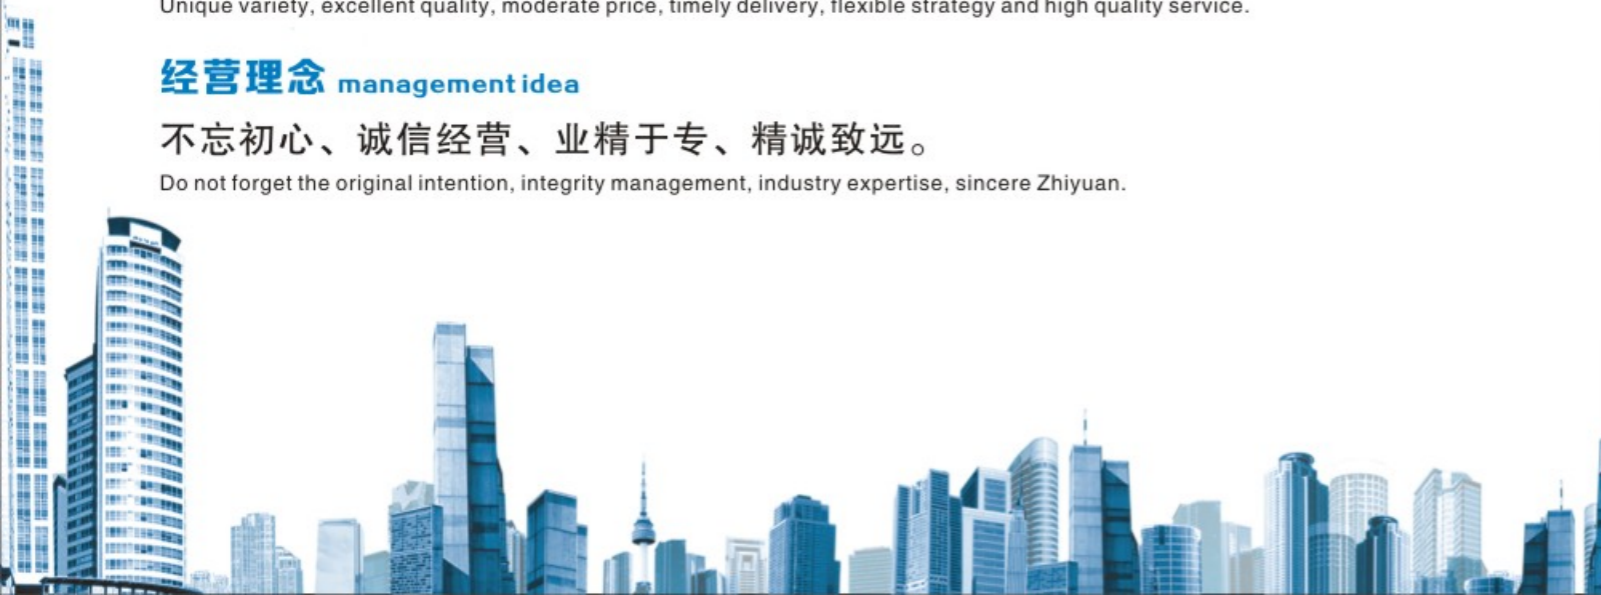 Unique variety, excellent quality, moderate price, timely delivery, flexible strategy and high quality service.
经营理念 management idea
不忘初心、诚信经营、业精于专、精诚致远。
Do not forget the original intention, integrity management, industry expertise, sincere Zhiyuan.